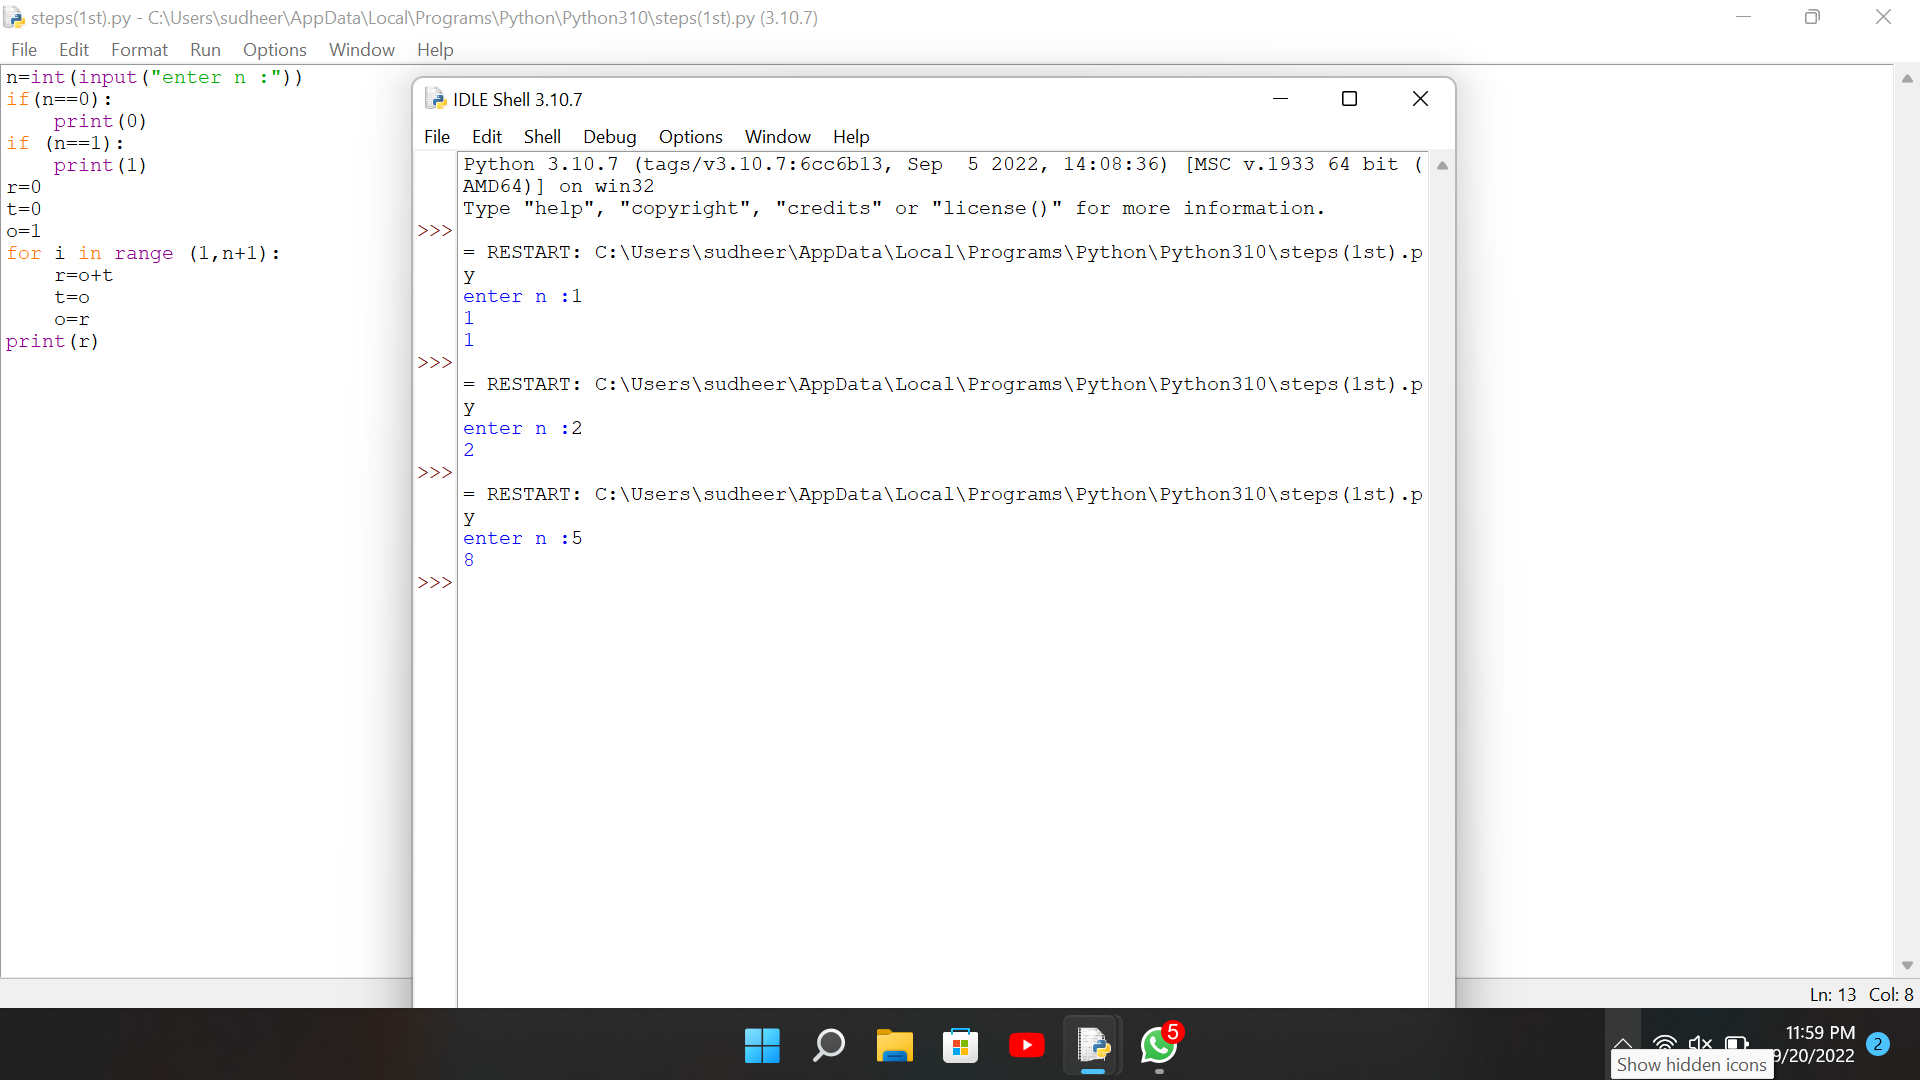 steps(1st).py - C:\Users\sudheer\AppData\Local\Programs\Python\Python310\steps(1st).py (3.10.7)
File Edit Format Run Options Window Help
n=int(input("enter n :"))
if(n==0):
    print(0)
if (n==1):
    print(1)
r=0
t=0
o=1
for i in range (1,n+1):
    r=o+t
    t=o
    o=r
print(r)
IDLE Shell 3.10.7
File Edit Shell Debug Options Window Help
Python 3.10.7 (tags/v3.10.7:6cc6b13, Sep  5 2022, 14:08:36) [MSC v.1933 64 bit (
AMD64)] on win32
Type "help", "copyright", "credits" or "license()" for more information.
>>>
= RESTART: C:\Users\sudheer\AppData\Local\Programs\Python\Python310\steps(1st).p
y
enter n :1
1
1
>>>
= RESTART: C:\Users\sudheer\AppData\Local\Programs\Python\Python310\steps(1st).p
y
enter n :2
2
>>>
= RESTART: C:\Users\sudheer\AppData\Local\Programs\Python\Python310\steps(1st).p
y
enter n :5
8
>>>
Ln: 13 Col: 8
5
11:59 PM
9/20/2022
2
Show hidden icons